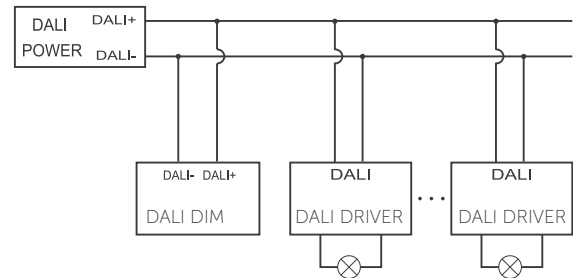 DALI DALI+
POWER DALI-
DALI- DALI+
DALI DIM
DALI
DALI DRIVER
...
DALI
DALI DRIVER